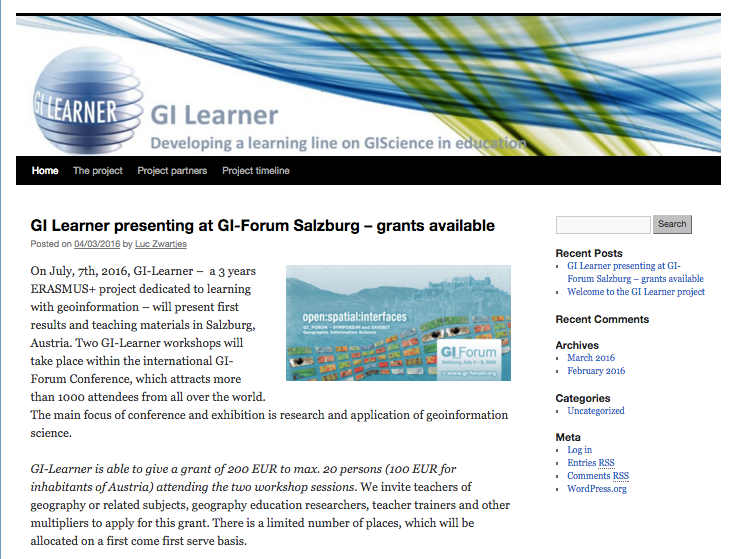 GI LEARNER
GI Learner
Developing a learning line on GIScience in education
Home The project Project partners Project timeline
GI Learner presenting at GI-Forum Salzburg – grants available
Posted on 04/03/2016 by Luc Zwartjes
On July, 7th, 2016, GI-Learner – a 3 years
ERASMUS+ project dedicated to learning
with geoinformation – will present first
results and teaching materials in Salzburg,
Austria. Two GI-Learner workshops will
take place within the international GI-
Forum Conference, which attracts more
than 1000 attendees from all over the world.
The main focus of conference and exhibition is research and application of geoinformation
science.
open:spatial:interfaces
GI_FORUM – SYMPOSIUM and EXHIBIT
Geographic Information Science
GI Forum
www.gi-forum.org
GI-Learner is able to give a grant of 200 EUR to max. 20 persons (100 EUR for
inhabitants of Austria) attending the two workshop sessions. We invite teachers of
geography or related subjects, geography education researchers, teacher trainers and other
multipliers to apply for this grant. There is a limited number of places, which will be
allocated on a first come first serve basis.
Search
Recent Posts
GI Learner presenting at GI-
Forum Salzburg – grants available
Welcome to the GI Learner project
Recent Comments
Archives
March 2016
February 2016
Categories
Uncategorized
Meta
Log in
Entries RSS
Comments RSS
WordPress.org